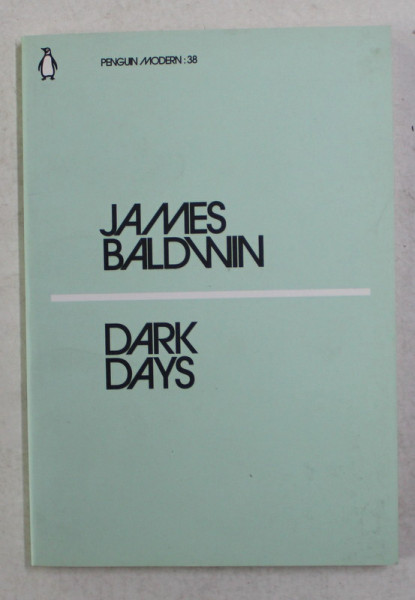 PENGUIN MODERN : 38
JAMES
BALDWIN
DARK
DAYS